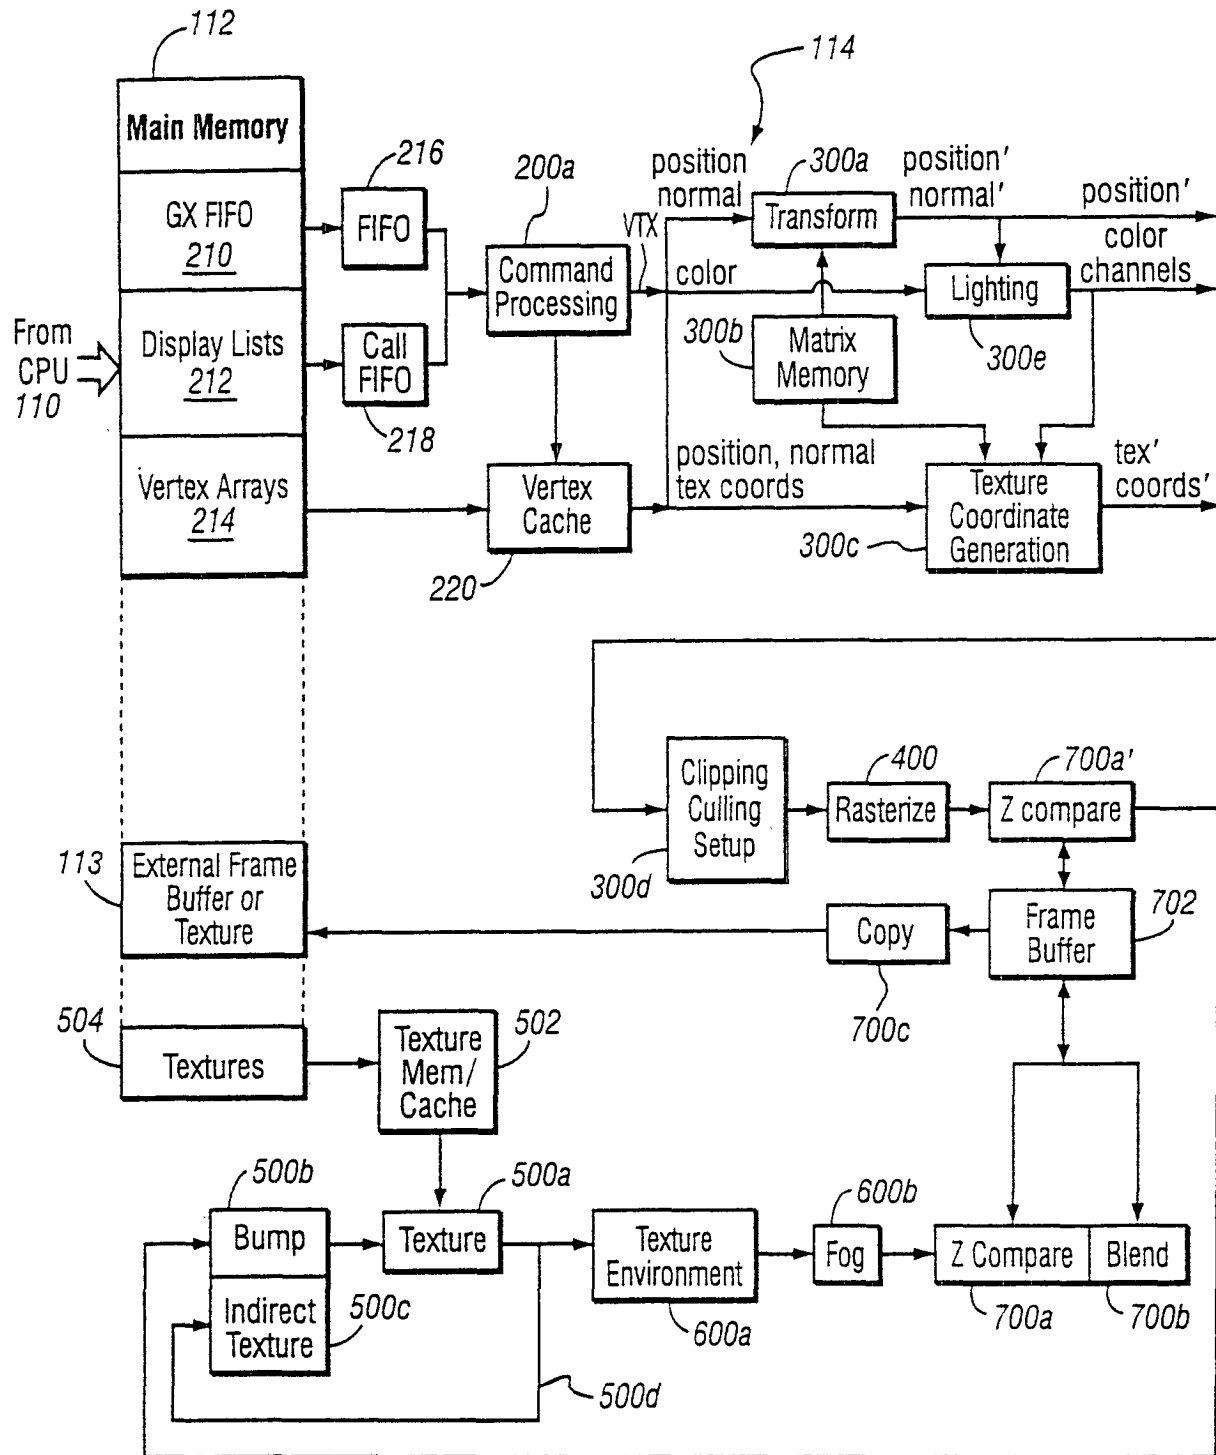 112
114
Main Memory
216
200a
position
normal
300a
position'
normal'
position'
GX FIFO
210
FIFO
VTX
Transform
color
channels
Command
Processing
color
Lighting
From
CPU
110
Display Lists
212
Call
FIFO
218
300b
Matrix
Memory
300e
Vertex Arrays
214
Vertex
Cache
220
position, normal
tex coords
300c
Texture
Coordinate
Generation
tex'
coords'
Clipping
Culling
Setup
300d
400
Rasterize
700a'
Z compare
113
External Frame
Buffer or
Texture
Copy
700c
Frame
Buffer
702
504
Textures
Texture
Mem/
Cache
502
500b
Bump
500a
Texture
Texture
Environment
600a
600b
Fog
Z Compare
Blend
700a
700b
Indirect
Texture
500c
500d